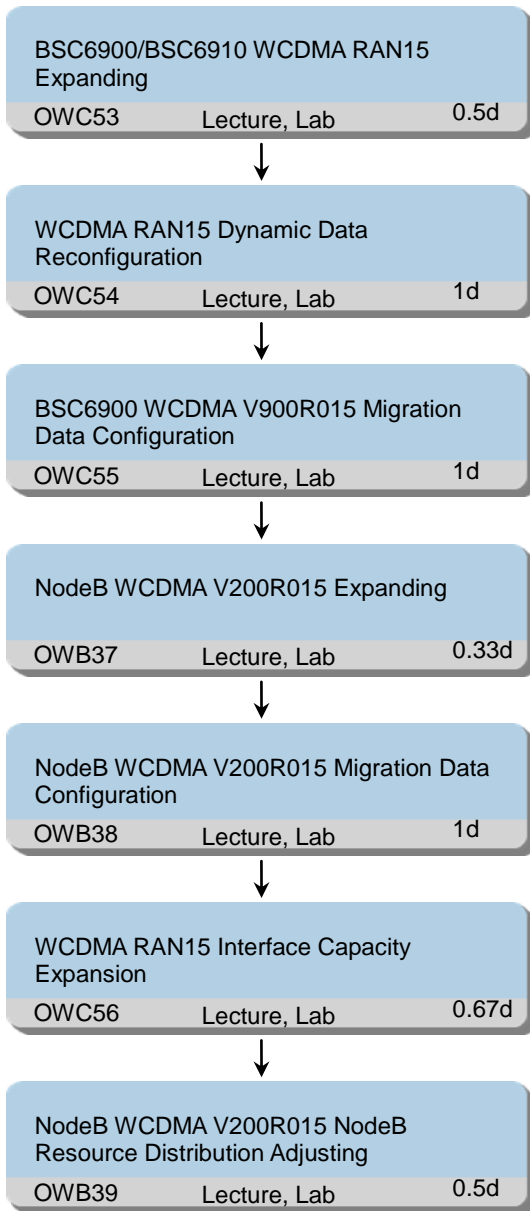 BSC6900/BSC6910 WCDMA RAN15
Expanding
OWC53 Lecture, Lab 0.5d
WCDMA RAN15 Dynamic Data
Reconfiguration
OWC54 Lecture, Lab 1d
BSC6900 WCDMA V900R015 Migration
Data Configuration
OWC55 Lecture, Lab 1d
NodeB WCDMA V200R015 Expanding
OWB37 Lecture, Lab 0.33d
NodeB WCDMA V200R015 Migration Data
Configuration
OWB38 Lecture, Lab 1d
WCDMA RAN15 Interface Capacity
Expansion
OWC56 Lecture, Lab 0.67d
NodeB WCDMA V200R015 NodeB
Resource Distribution Adjusting
OWB39 Lecture, Lab 0.5d